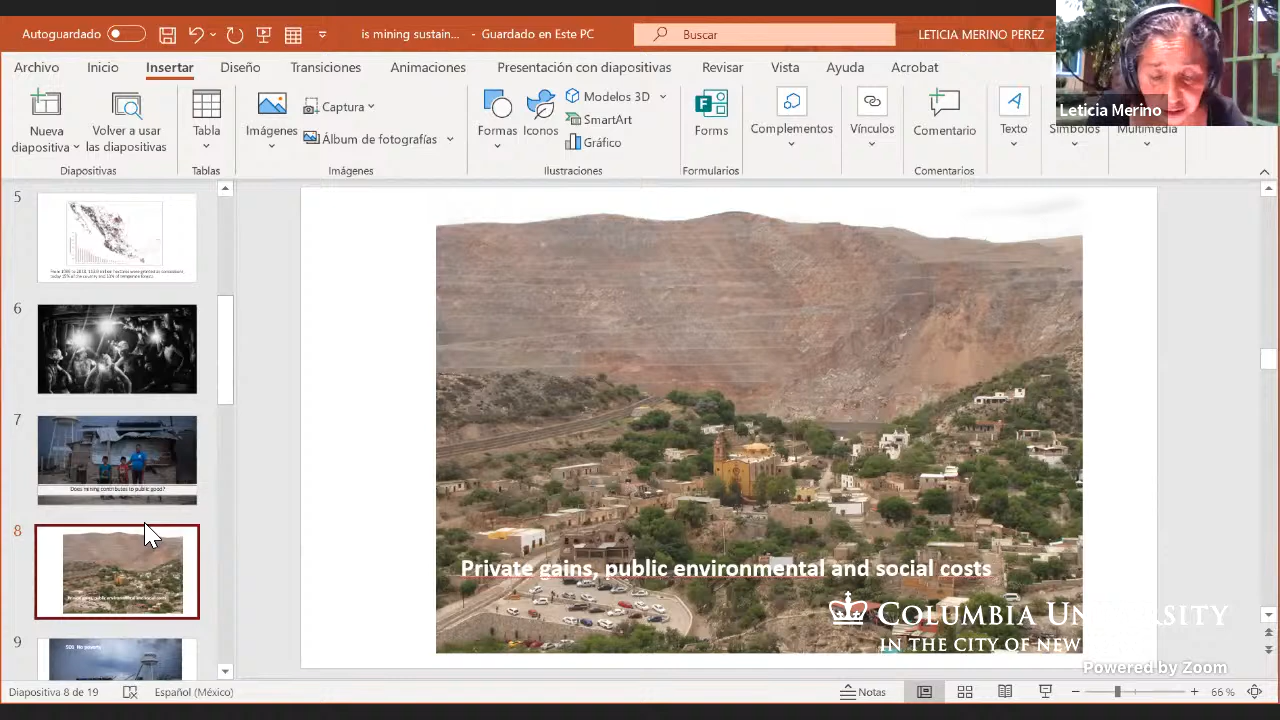 Autoguardado
is mining sustain... - Guardado en Este PC
Buscar
LETICIA MERINO PEREZ
Archivo Inicio Insertar Diseño Transiciones Animaciones Presentación con diapositivas Revisar Vista Ayuda Acrobat
Nueva diapositiva
Volver a usar las diapositivas
Diapositivas
Tabla
Tablas
Imágenes
Captura
Álbum de fotografías
Imágenes
Formas
Iconos
Modelos 3D
SmartArt
Gráfico
Ilustraciones
Forms
Formularios
Complementos
Vínculos
Comentario
Comentarios
Texto
Símbolos
Multimedia
Leticia Merino
5
6
7
Does mining contributes to public good?
8
9
SDG No poverty
Private gains, public environmental and social costs
COLUMBIA UNIVERSITY
IN THE CITY OF NEW
Powered by Zoom
Diapositiva 8 de 19
Español (México)
Notas
66 %